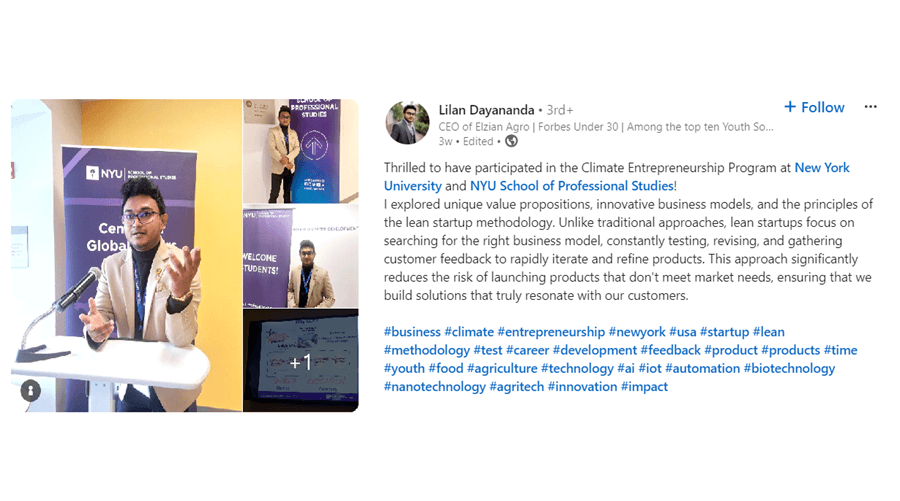 NYU
SCHOOL OF
PROFESSIONAL STUDIES
Global
PROFESSIONAL
STUDIES
WELCOME
STUDENTS!
+1
Lilan Dayananda • 3rd+
CEO of Elzian Agro | Forbes Under 30 | Among the top ten Youth So...
3w • Edited •
+ Follow
Thrilled to have participated in the Climate Entrepreneurship Program at New York
University and NYU School of Professional Studies!
I explored unique value propositions, innovative business models, and the principles of
the lean startup methodology. Unlike traditional approaches, lean startups focus on
searching for the right business model, constantly testing, revising, and gathering
customer feedback to rapidly iterate and refine products. This approach significantly
reduces the risk of launching products that don't meet market needs, ensuring that we
build solutions that truly resonate with our customers.
#business #climate #entrepreneurship #newyork #usa #startup #lean
#methodology #test #career #development #feedback #product #products #time
#youth #food #agriculture #technology #ai #iot #automation #biotechnology
#nanotechnology #agritech #innovation #impact